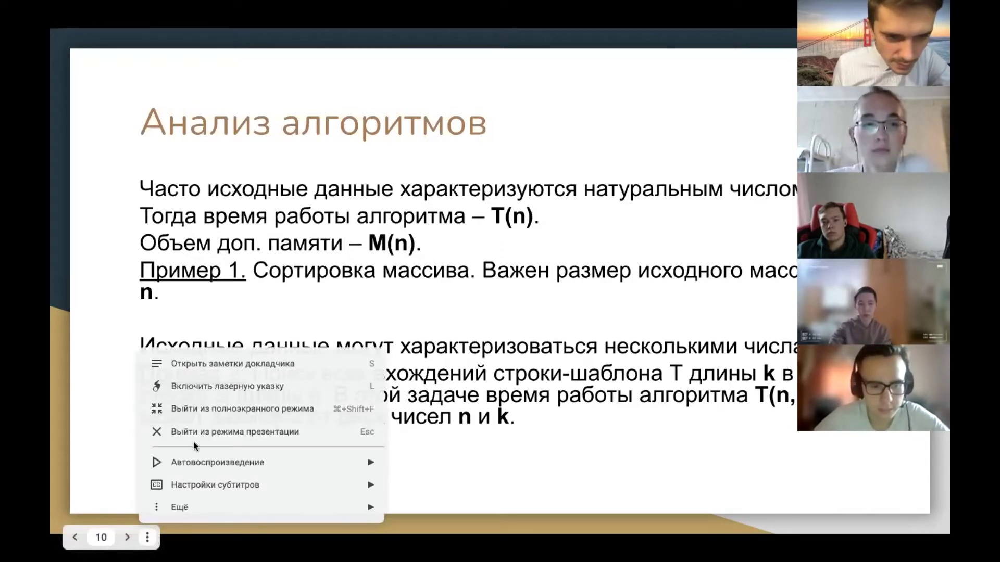 Анализ алгоритмов
Часто исходные данные характеризуются натуральным числом
Тогда время работы алгоритма – T(n).
Объем доп. памяти – M(n).
Пример 1. Сортировка массива. Важен размер исходного масс
n.
Исходные данные могут характеризоваться несколькими числа
вхождений строки-шаблона T длины k в
й задаче время работы алгоритма T(n,
чисел n и k.
Открыть заметки докладчика S
Включить лазерную указку L
Выйти из полноэкранного режима ⌘+Shift+F
Выйти из режима презентации Esc
Автовоспроизведение ▶
Настройки субтитров ▶
Ещё ▶
10